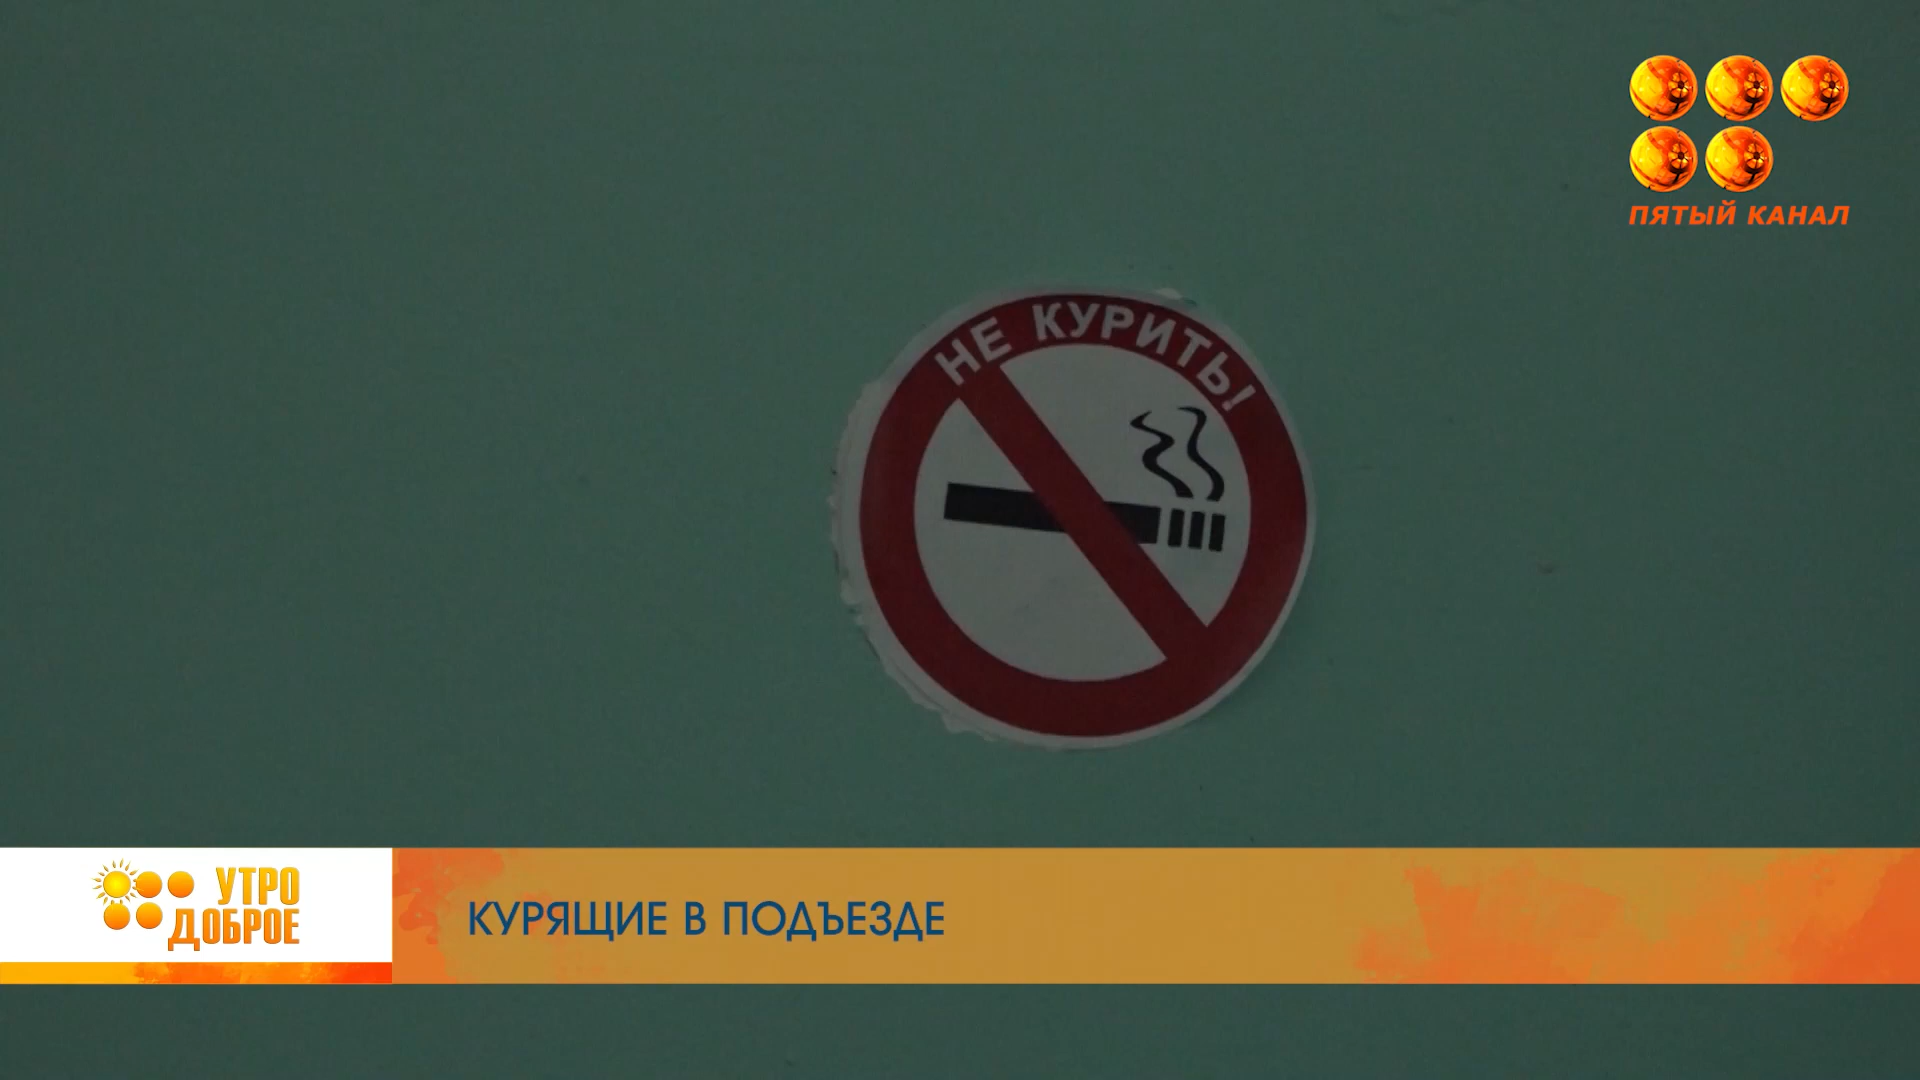 ПЯТЫЙ КАНАЛ
НЕ КУРИТЬ!
УТРО
ДОБРОЕ
КУРЯЩИЕ В ПОДЪЕЗДЕ